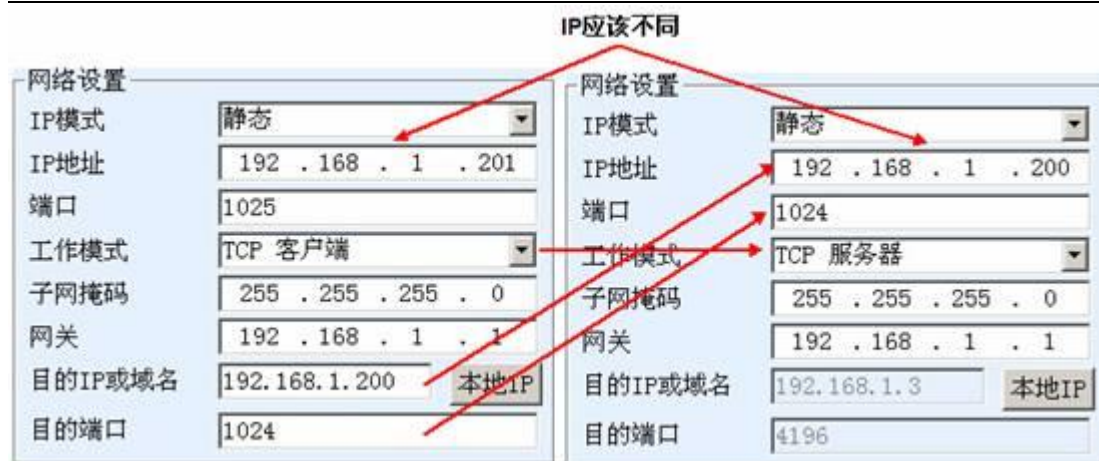 IP应该不同
网络设置
IP模式 静态
IP地址 192 . 168 . 1 . 201
端口 1025
工作模式 TCP 客户端
子网掩码 255 . 255 . 255 . 0
网关 192 . 168 . 1 . 1
目的IP或域名 192.168.1.200 本地IP
目的端口 1024
网络设置
IP模式 静态
IP地址 192 . 168 . 1 . 200
端口 1024
工作模式 TCP 服务器
子网掩码 255 . 255 . 255 . 0
网关 192 . 168 . 1 . 1
目的IP或域名 192.168.1.3 本地IP
目的端口 4196